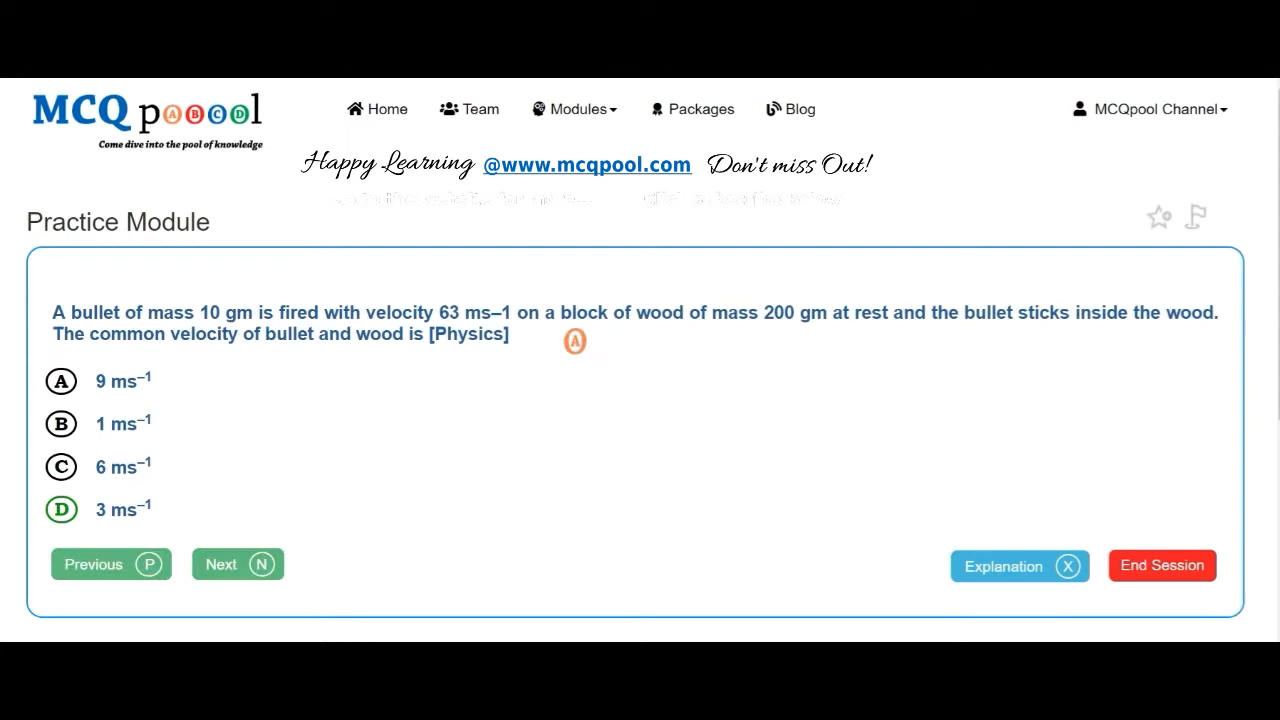 MCQ pooool
Come dive into the pool of knowledge
Home Team Modules Packages Blog MCQpool Channel
Happy Learning @www.mcqpool.com Don't miss Out!
Practice Module
A bullet of mass 10 gm is fired with velocity 63 ms–1 on a block of wood of mass 200 gm at rest and the bullet sticks inside the wood.
The common velocity of bullet and wood is [Physics]
A
A 9 ms⁻¹
B 1 ms⁻¹
C 6 ms⁻¹
D 3 ms⁻¹
Previous P Next N Explanation X End Session